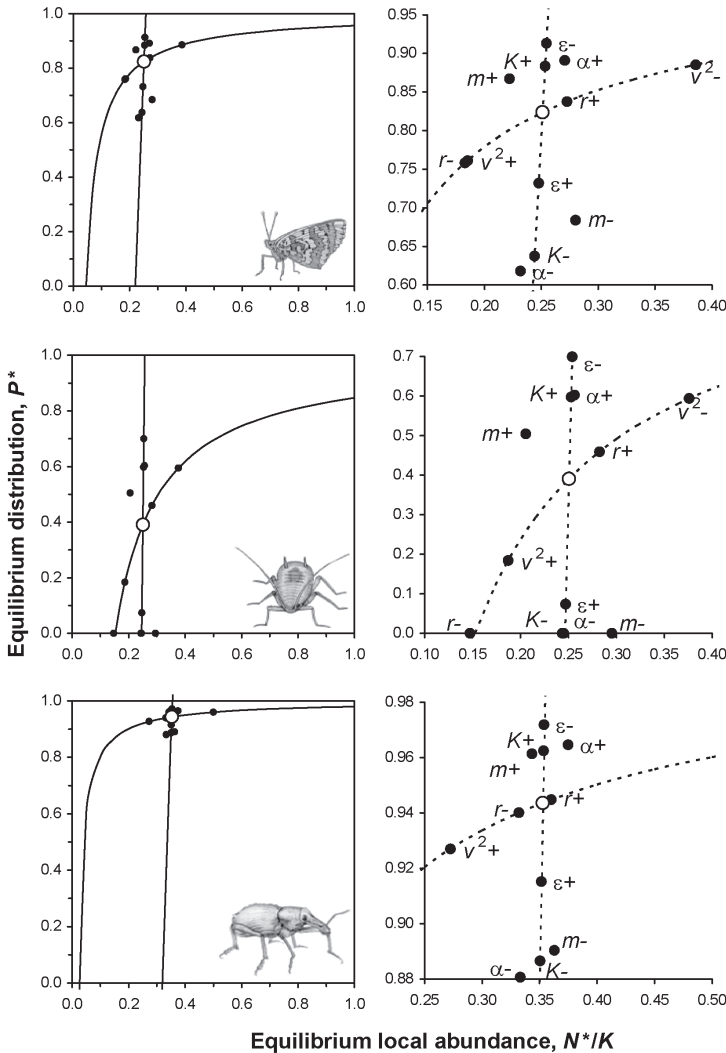 Equilibrium distribution, P*
1.0
0.8
0.6
0.4
0.2
0.0
0.0 0.2 0.4 0.6 0.8 1.0
0.95
0.90
0.85
0.80
0.75
0.70
0.65
0.60
0.15 0.20 0.25 0.30 0.35 0.40
ε-
K+
α+
m+
v²-
r+
r-
v²+
ε+
m-
K-
α-
1.0
0.8
0.6
0.4
0.2
0.0
0.0 0.2 0.4 0.6 0.8 1.0
0.7
0.6
0.5
0.4
0.3
0.2
0.1
0.0
0.10 0.15 0.20 0.25 0.30 0.35 0.40
ε-
K+
α+
v²-
m+
r+
v²+
ε+
r-
K-
α-
m-
1.0
0.8
0.6
0.4
0.2
0.0
0.0 0.2 0.4 0.6 0.8 1.0
0.98
0.96
0.94
0.92
0.90
0.88
0.25 0.30 0.35 0.40 0.45 0.50
ε-
K+
α+
m+
r-
r+
v²+
ε+
m-
K-
α-
Equilibrium local abundance, N*/K